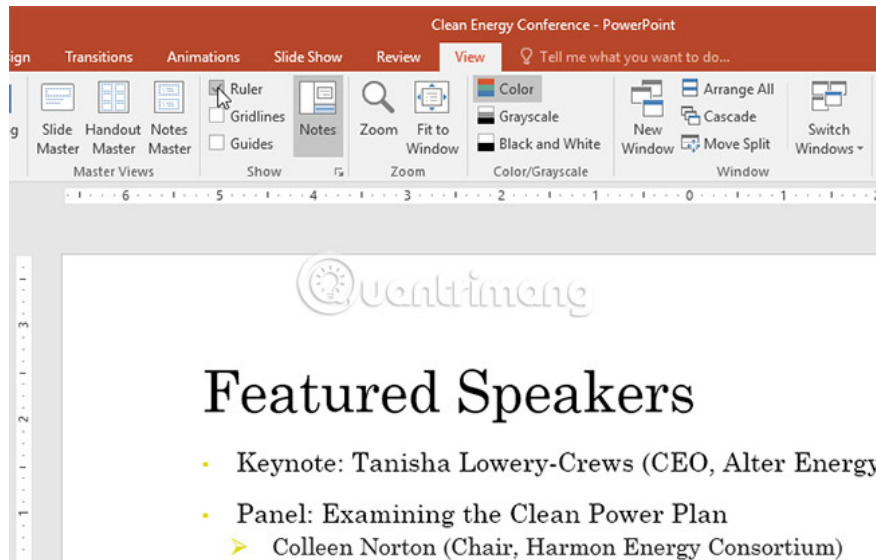 Clean Energy Conference - PowerPoint
ign Transitions Animations Slide Show Review View Tell me what you want to do...
Ruler
Gridlines
Guides
g Slide Master Handout Master Notes Master Notes Zoom Fit to Window
Color
Grayscale
Black and White
New Window
Arrange All
Cascade
Move Split
Switch Windows
Master Views Show Zoom Color/Grayscale Window
6 5 4 3 2 1 0 1 2
3
2
1
Quantrimang
Featured Speakers
Keynote: Tanisha Lowery-Crews (CEO, Alter Energy
Panel: Examining the Clean Power Plan
Colleen Norton (Chair, Harmon Energy Consortium)